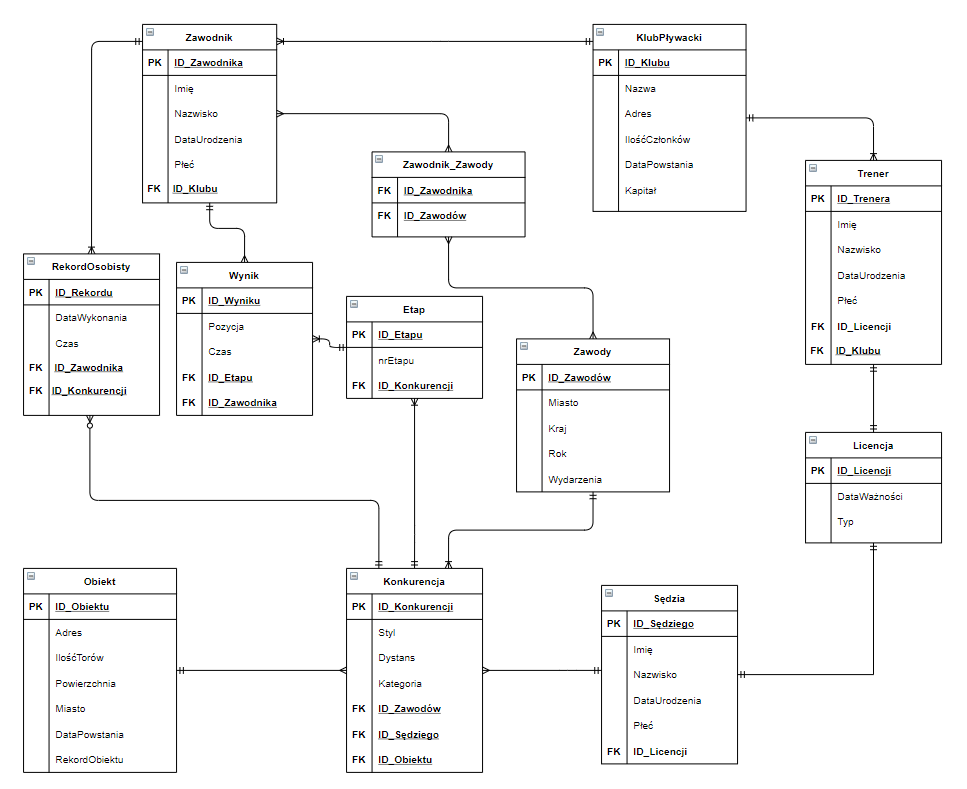 Zawodnik
PK ID_Zawodnika
Imię
Nazwisko
DataUrodzenia
Płeć
FK ID_Klubu
KlubPływacki
PK ID_Klubu
Nazwa
Adres
IlośćCzłonków
DataPowstania
Kapitał
Zawodnik_Zawody
FK ID_Zawodnika
FK ID_Zawodów
Trener
PK ID_Trenera
Imię
Nazwisko
DataUrodzenia
Płeć
FK ID_Licencji
FK ID_Klubu
RekordOsobisty
PK ID_Rekordu
DataWykonania
Czas
FK ID_Zawodnika
FK ID_Konkurencji
Wynik
PK ID_Wyniku
Pozycja
Czas
FK ID_Etapu
FK ID_Zawodnika
Etap
PK ID_Etapu
nrEtapu
FK ID_Konkurencji
Zawody
PK ID_Zawodów
Miasto
Kraj
Rok
Wydarzenia
Licencja
PK ID_Licencji
DataWażności
Typ
Obiekt
PK ID_Obiektu
Adres
IlośćTorów
Powierzchnia
Miasto
DataPowstania
RekordObiektu
Konkurencja
PK ID_Konkurencji
Styl
Dystans
Kategoria
FK ID_Zawodów
FK ID_Sędziego
FK ID_Obiektu
Sędzia
PK ID_Sędziego
Imię
Nazwisko
DataUrodzenia
Płeć
FK ID_Licencji